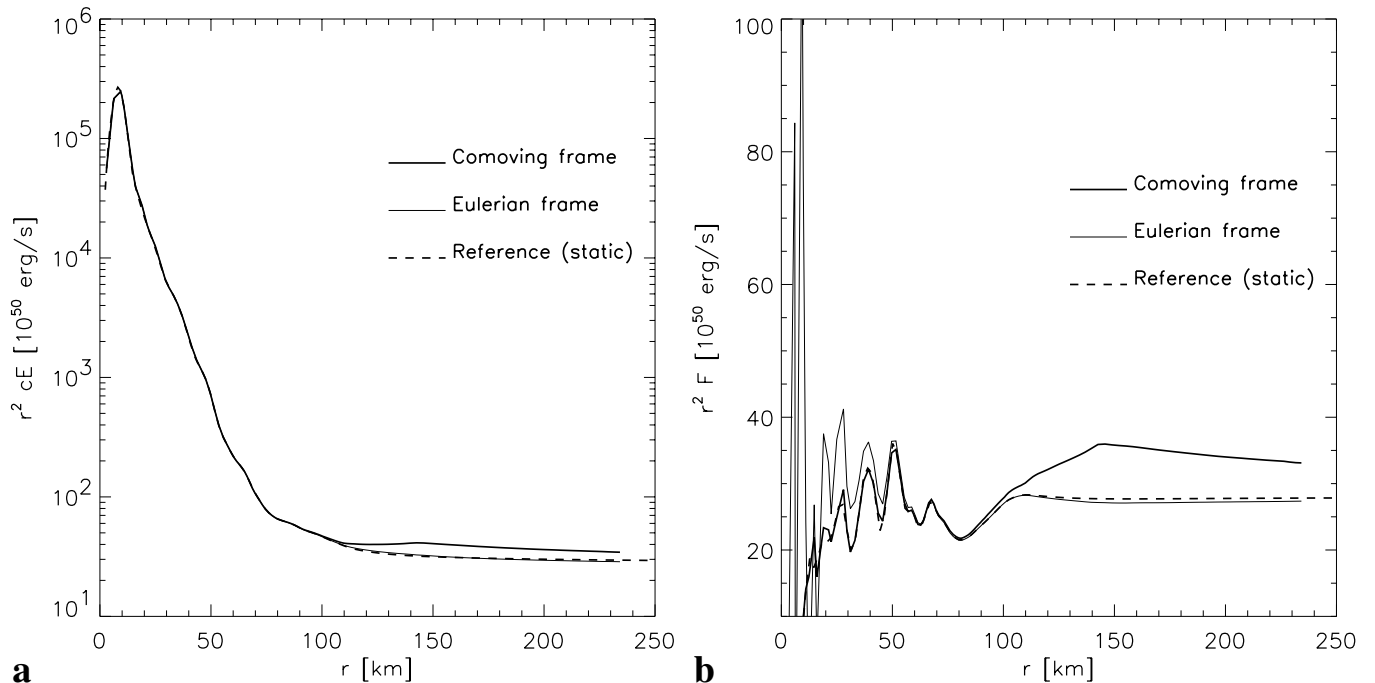 10^6
10^5
10^4
10^3
10^2
10^1
r^2 cE [10^50 erg/s]
Comoving frame
Eulerian frame
Reference (static)
0 50 100 150 200 250
r [km]
a
100
80
60
40
20
r^2 F [10^50 erg/s]
Comoving frame
Eulerian frame
Reference (static)
0 50 100 150 200 250
r [km]
b